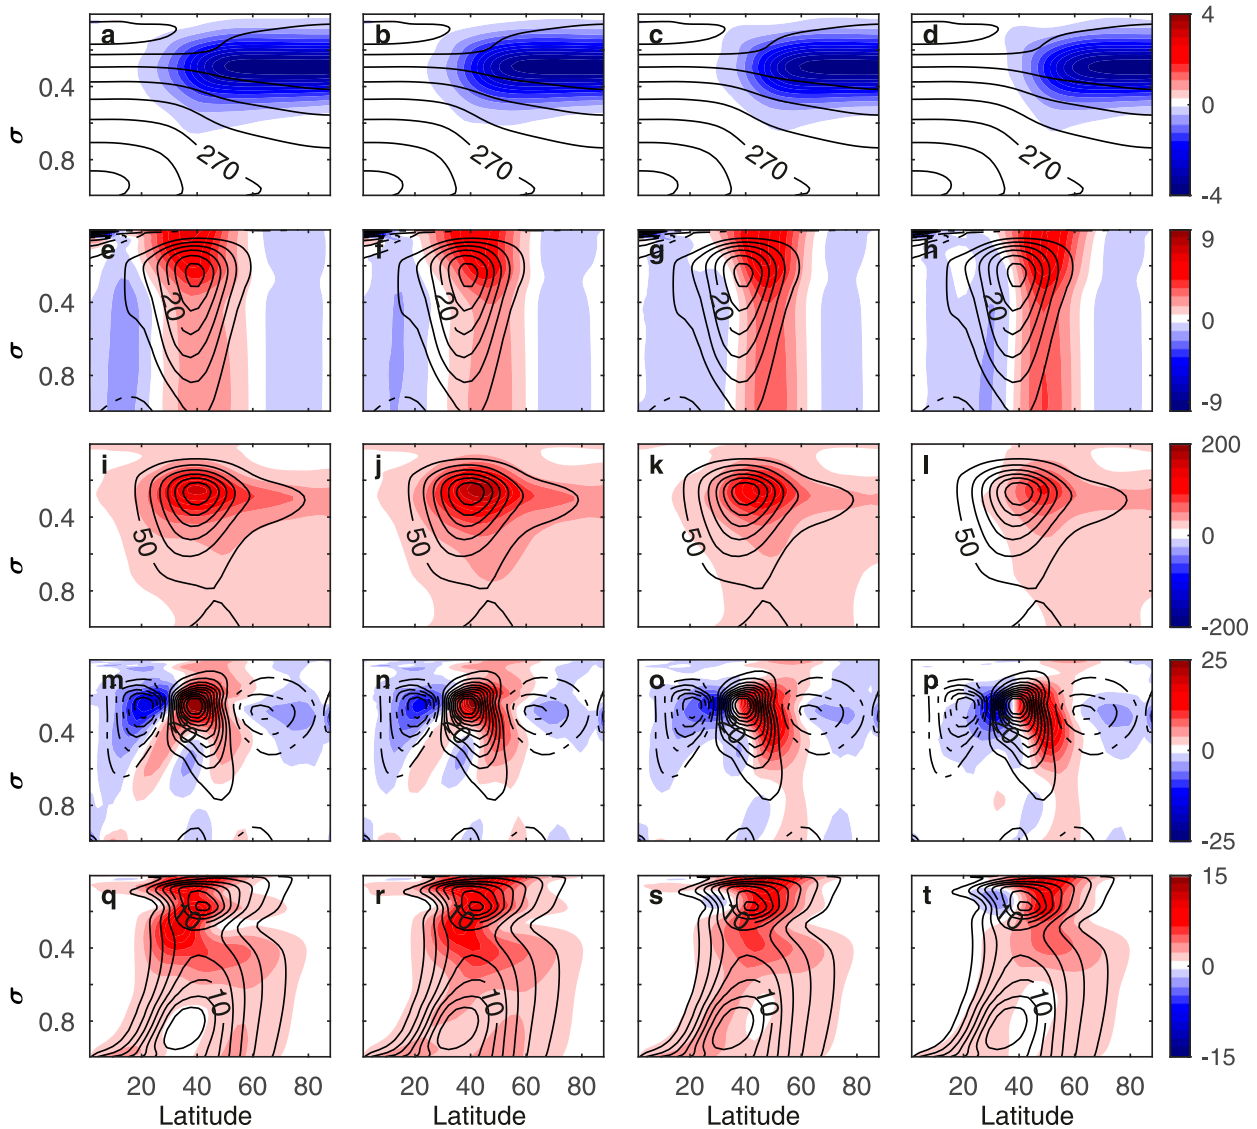 a b c d 4
270 270 270 270 0
σ 0.4 0.8 -4
e f g h 9
20 20 20 20 0
σ 0.4 0.8 -9
i j k l 200
50 50 50 50 0
σ 0.4 0.8 -200
m n o p 25
σ 0.4 0.8 0
-25
q r s t 15
10 10 10 10
σ 0.4 0
10 10 10 10
0.8 -15
20 40 60 80 20 40 60 80 20 40 60 80 20 40 60 80
Latitude Latitude Latitude Latitude